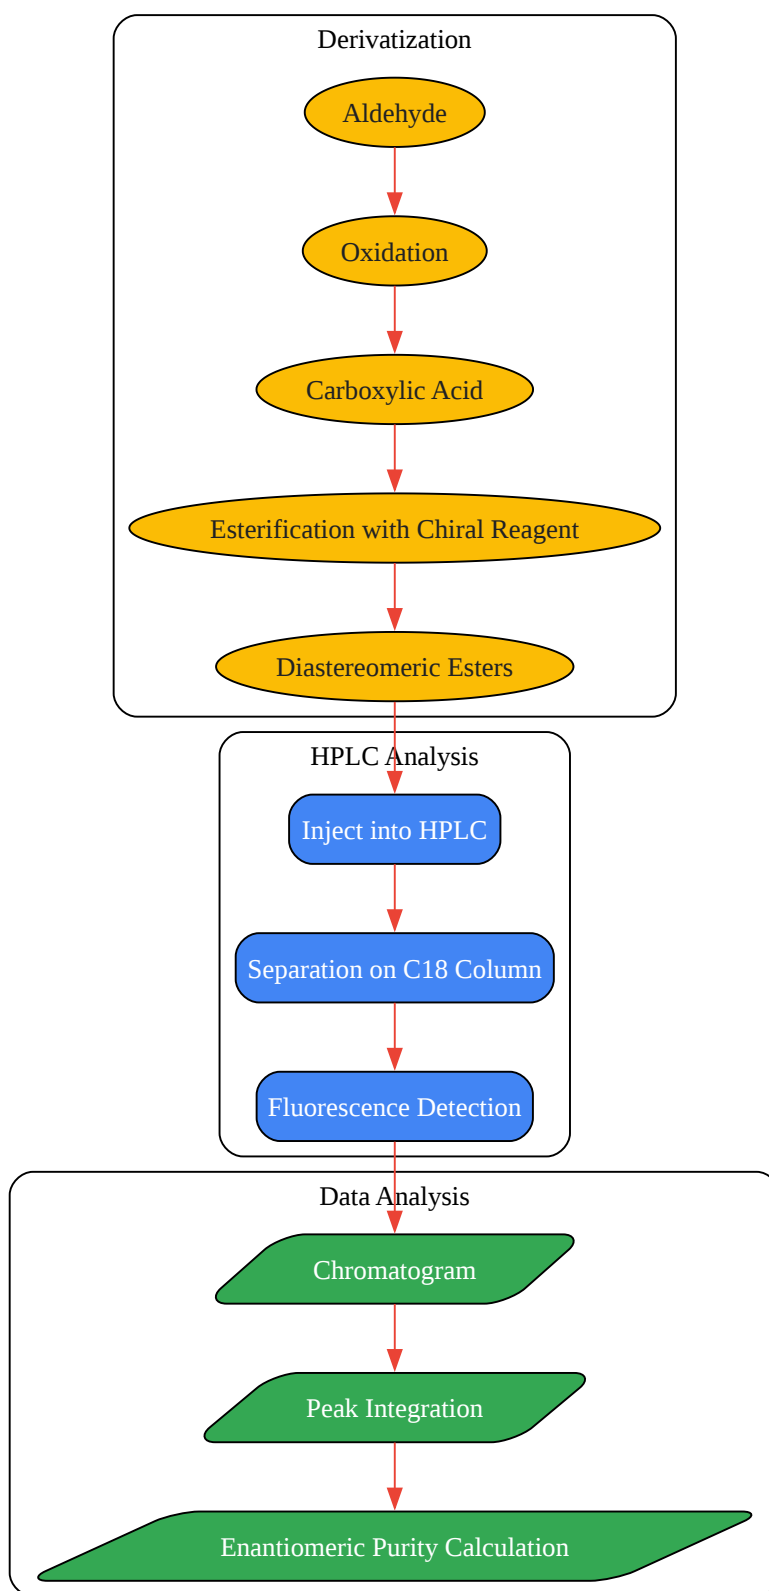 Derivatization
Aldehyde
Oxidation
Carboxylic Acid
Esterification with Chiral Reagent
Diastereomeric Esters
HPLC Analysis
Inject into HPLC
Separation on C18 Column
Fluorescence Detection
Data Analysis
Chromatogram
Peak Integration
Enantiomeric Purity Calculation